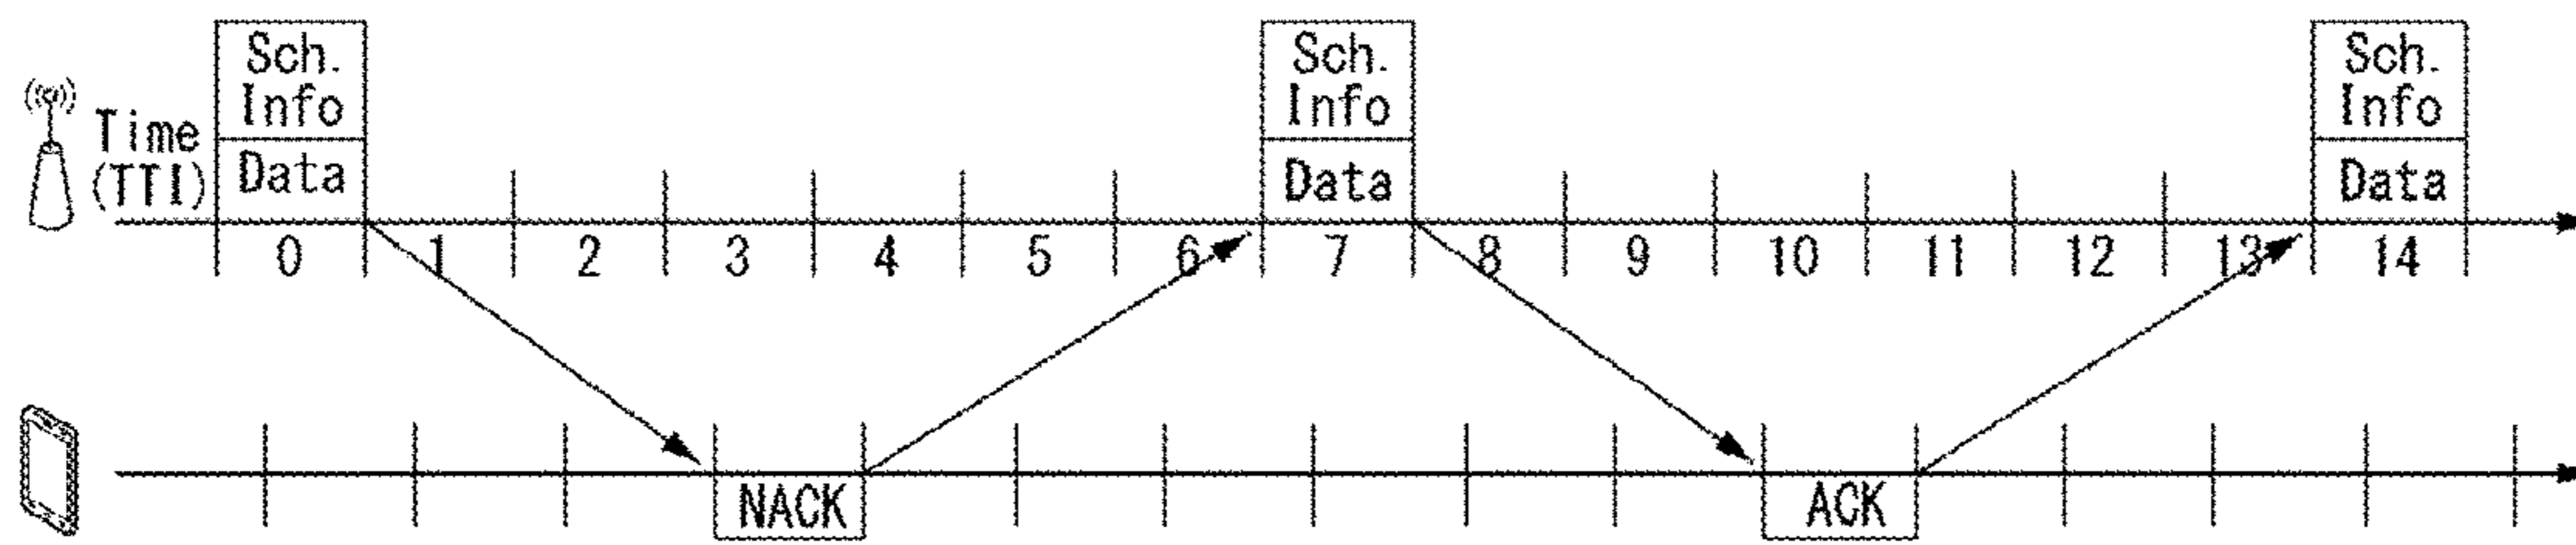 Sch.
Info
Data
Sch.
Info
Data
Sch.
Info
Data
Time
(TTI)
0 1 2 3 4 5 6 7 8 9 10 11 12 13 14
NACK
ACK